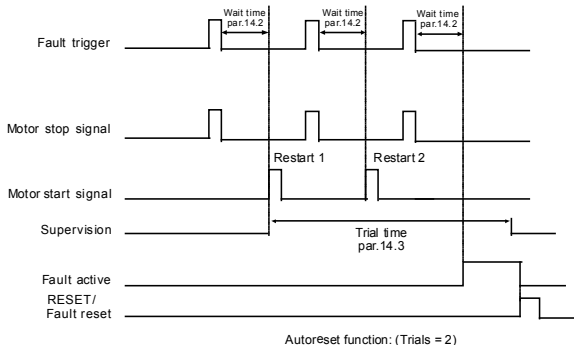 Wait time
par.14.2
Wait time
par.14.2
Wait time
par.14.2
Fault trigger
Motor stop signal
Restart 1
Restart 2
Motor start signal
Supervision
Trial time
par.14.3
Fault active
RESET/
Fault reset
Autoreset function: (Trials = 2)